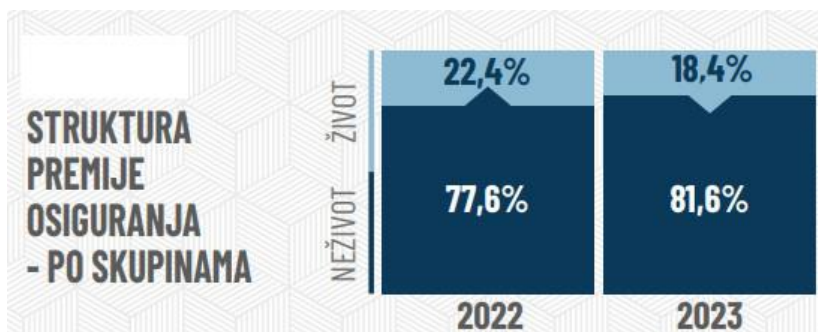 STRUKTURA
PREMIJE
OSIGURANJA
- PO SKUPINAMA
ŽIVOT
NEŽIVOT
22,4%
18,4%
77,6%
81,6%
2022
2023